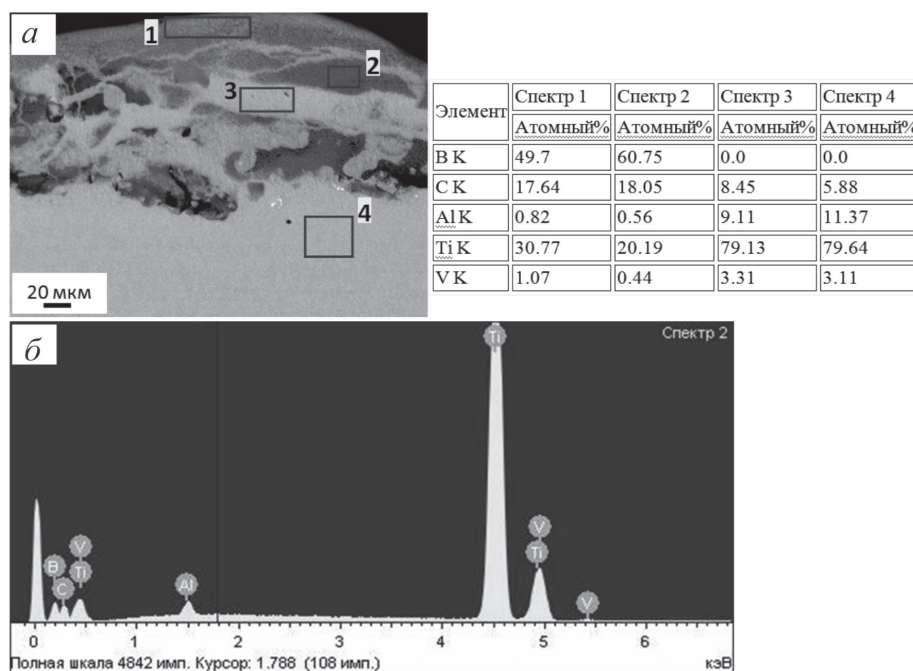 а
1
2
3
4
20 мкм
Элемент Спектр 1 Спектр 2 Спектр 3 Спектр 4
Атомный% Атомный% Атомный% Атомный%
B K 49.7 60.75 0.0 0.0
C K 17.64 18.05 8.45 5.88
Al K 0.82 0.56 9.11 11.37
Ti K 30.77 20.19 79.13 79.64
V K 1.07 0.44 3.31 3.11
б
Спектр 2
Ti
V
V
Ti
B
Ti
C
Al
V
0 1 2 3 4 5 6
Полная шкала 4842 имп. Курсор: 1.788 (108 имп.) кэВ